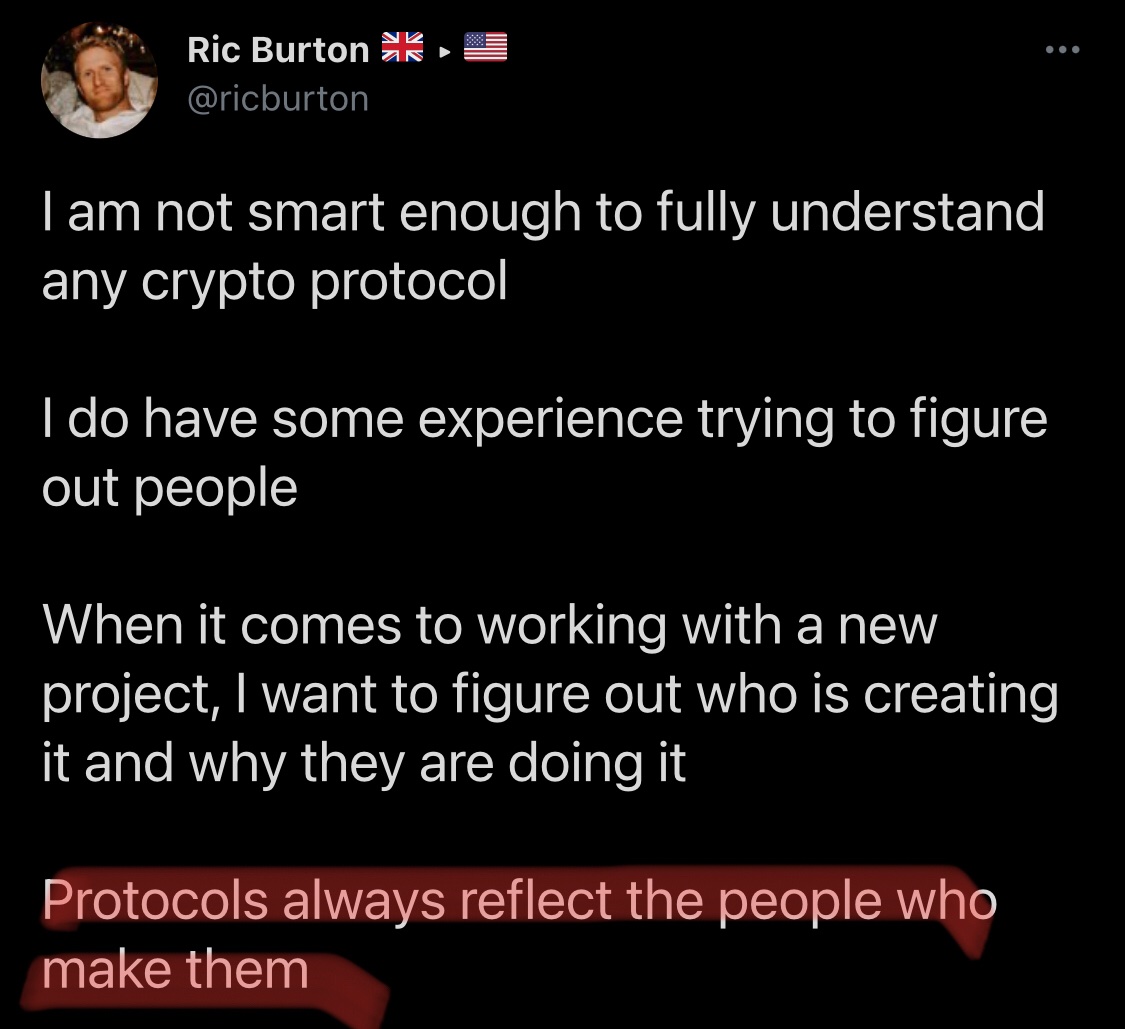 Ric Burton 🇬🇧 ▸ 🇺🇸
@ricburton
I am not smart enough to fully understand
any crypto protocol
I do have some experience trying to figure
out people
When it comes to working with a new
project, I want to figure out who is creating
it and why they are doing it
Protocols always reflect the people who
make them